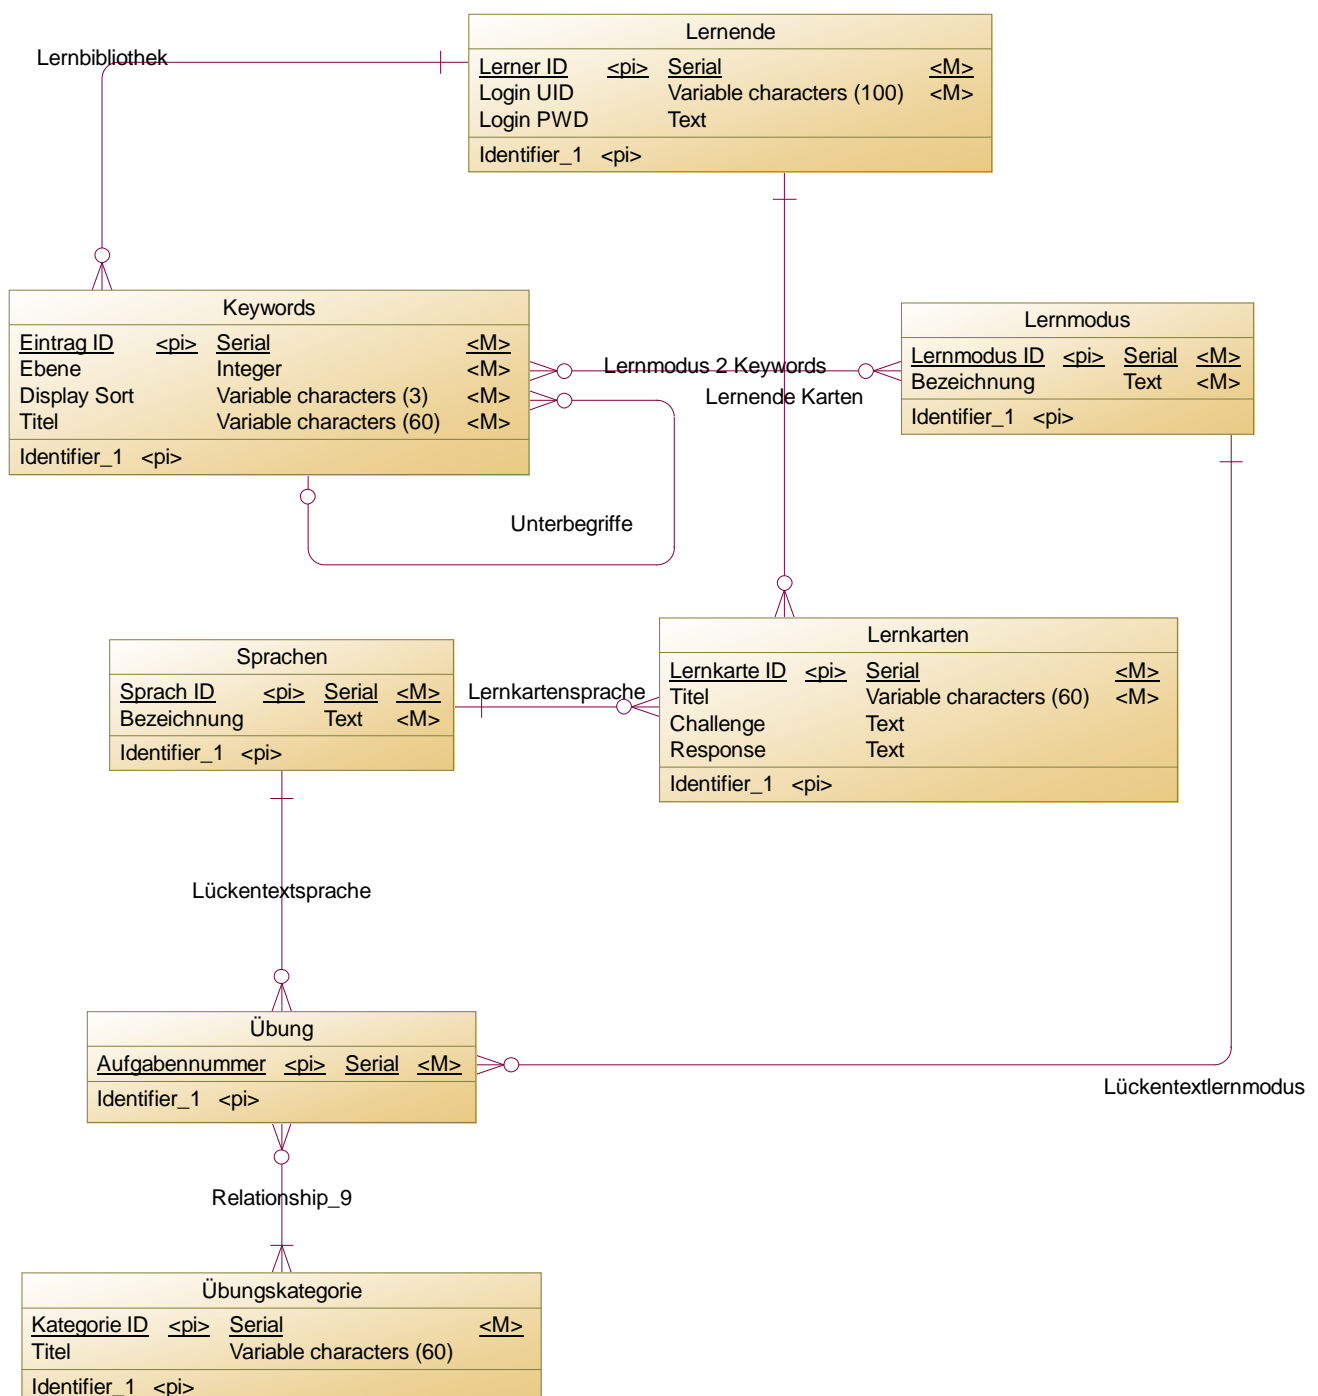 Lernende
Lernbibliothek
Lerner ID <pi> Serial <M>
Login UID Variable characters (100) <M>
Login PWD Text
Identifier_1 <pi>
Keywords
Eintrag ID <pi> Serial <M>
Ebene Integer <M>
Display Sort Variable characters (3) <M>
Titel Variable characters (60) <M>
Identifier_1 <pi>
Lernmodus
Lernmodus ID <pi> Serial <M>
Bezeichnung Text <M>
Identifier_1 <pi>
Lernmodus 2 Keywords
Lernende Karten
Unterbegriffe
Sprachen
Sprach ID <pi> Serial <M>
Bezeichnung Text <M>
Identifier_1 <pi>
Lernkartensprache
Lernkarten
Lernkarte ID <pi> Serial <M>
Titel Variable characters (60) <M>
Challenge Text
Response Text
Identifier_1 <pi>
Lückentextsprache
Übung
Aufgabennummer <pi> Serial <M>
Identifier_1 <pi>
Lückentextlernmodus
Relationship_9
Übungskategorie
Kategorie ID <pi> Serial <M>
Titel Variable characters (60)
Identifier_1 <pi>